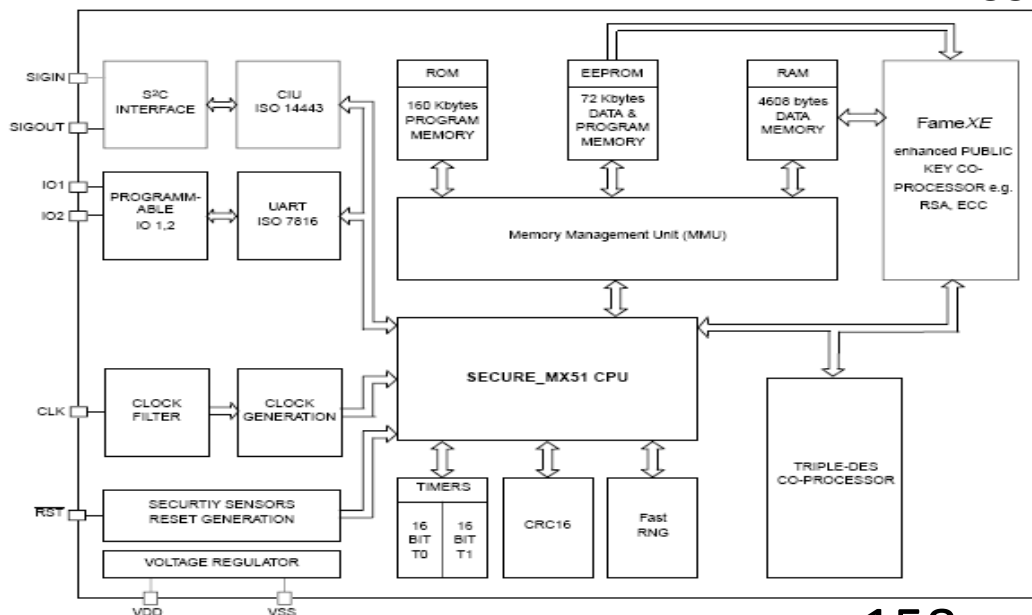 SIGIN
SIGOUT
S²C
INTERFACE
CIU
ISO 14443
IO1
IO2
PROGRAMM-
ABLE
IO 1,2
UART
ISO 7816
ROM
160 Kbytes
PROGRAM
MEMORY
EEPROM
72 Kbytes
DATA &
PROGRAM
MEMORY
RAM
4608 bytes
DATA
MEMORY
FameXE
enhanced PUBLIC
KEY CO-
PROCESSOR e.g.
RSA, ECC
Memory Management Unit (MMU)
SECURE_MX51 CPU
CLK
CLOCK
FILTER
CLOCK
GENERATION
RST
SECURTIY SENSORS
RESET GENERATION
VOLTAGE REGULATOR
VDD
VSS
TIMERS
16
BIT
T0
16
BIT
T1
CRC16
Fast
RNG
TRIPLE-DES
CO-PROCESSOR